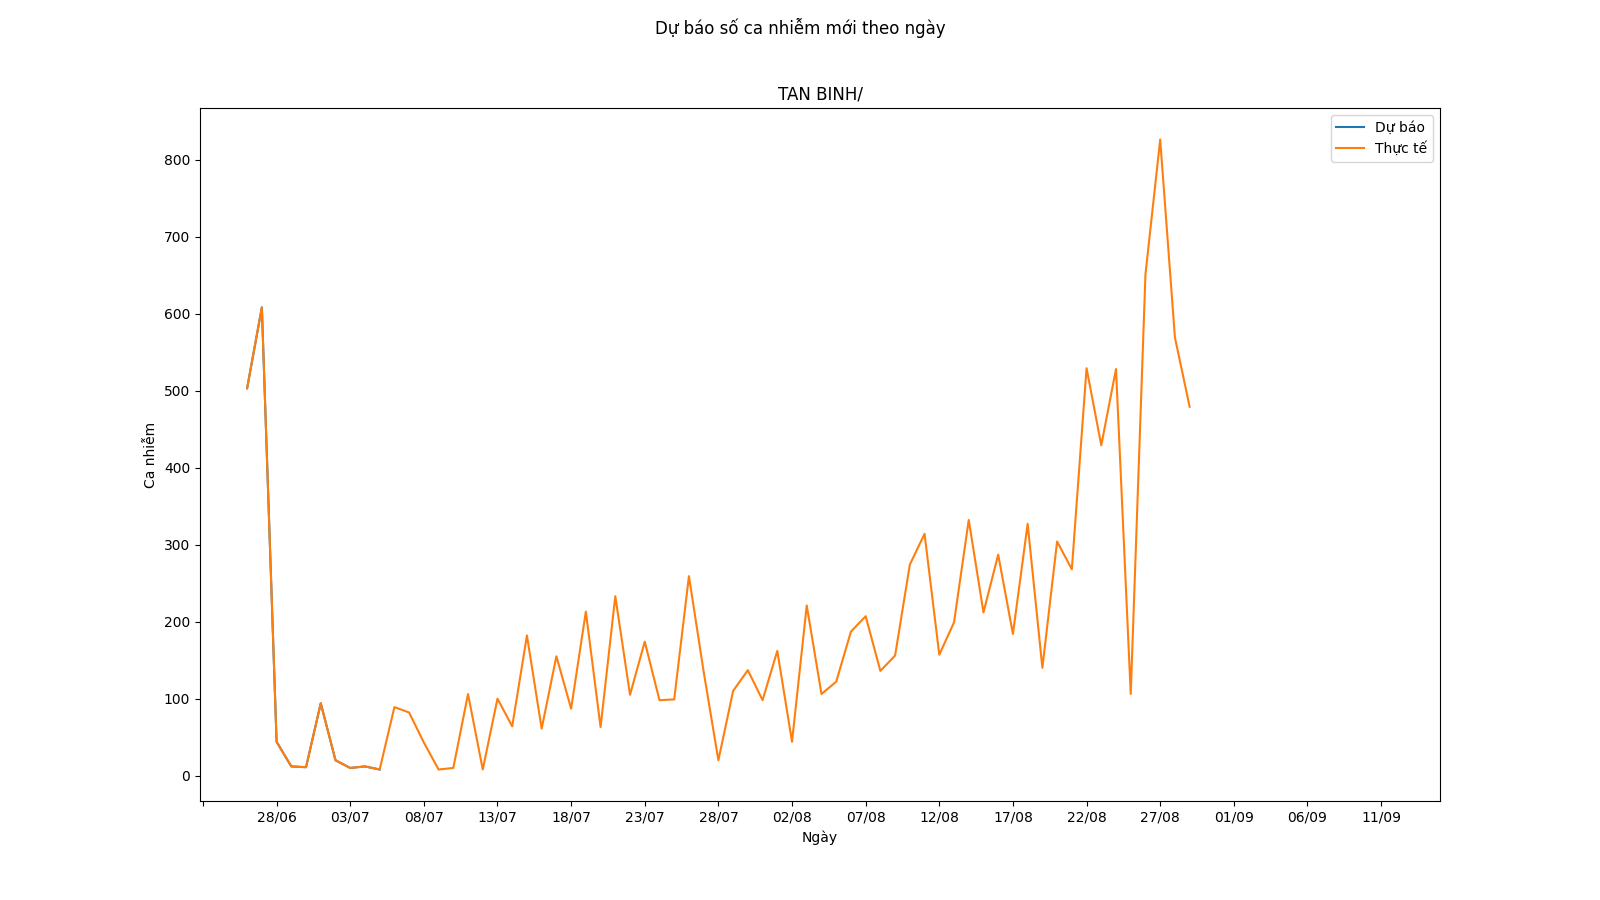 Dự báo số ca nhiễm mới theo ngày
TAN BINH/
Dự báo
Thực tế
800
700
600
500
400
300
200
100
0
Ca nhiễm
28/06 03/07 08/07 13/07 18/07 23/07 28/07 02/08 07/08 12/08 17/08 22/08 27/08 01/09 06/09 11/09
Ngày